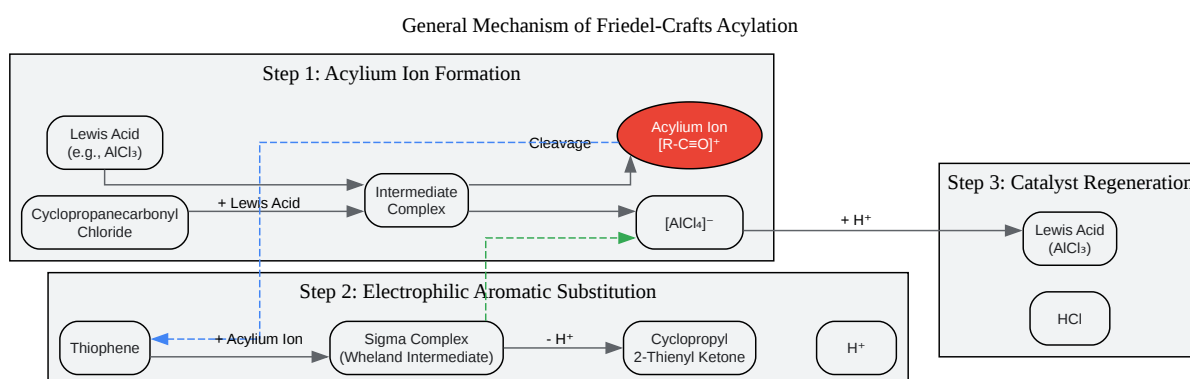 General Mechanism of Friedel-Crafts Acylation
Step 1: Acylium Ion Formation
Lewis Acid
(e.g., AlCl₃)
Cyclopropanecarbonyl
Chloride
+ Lewis Acid
Intermediate
Complex
Cleavage
Acylium Ion
[R-C≡O]⁺
[AlCl₄]⁻
+ H⁺
Step 3: Catalyst Regeneration
Lewis Acid
(AlCl₃)
HCl
Step 2: Electrophilic Aromatic Substitution
Thiophene
+ Acylium Ion
Sigma Complex
(Wheland Intermediate)
- H⁺
Cyclopropyl
2-Thienyl Ketone
H⁺